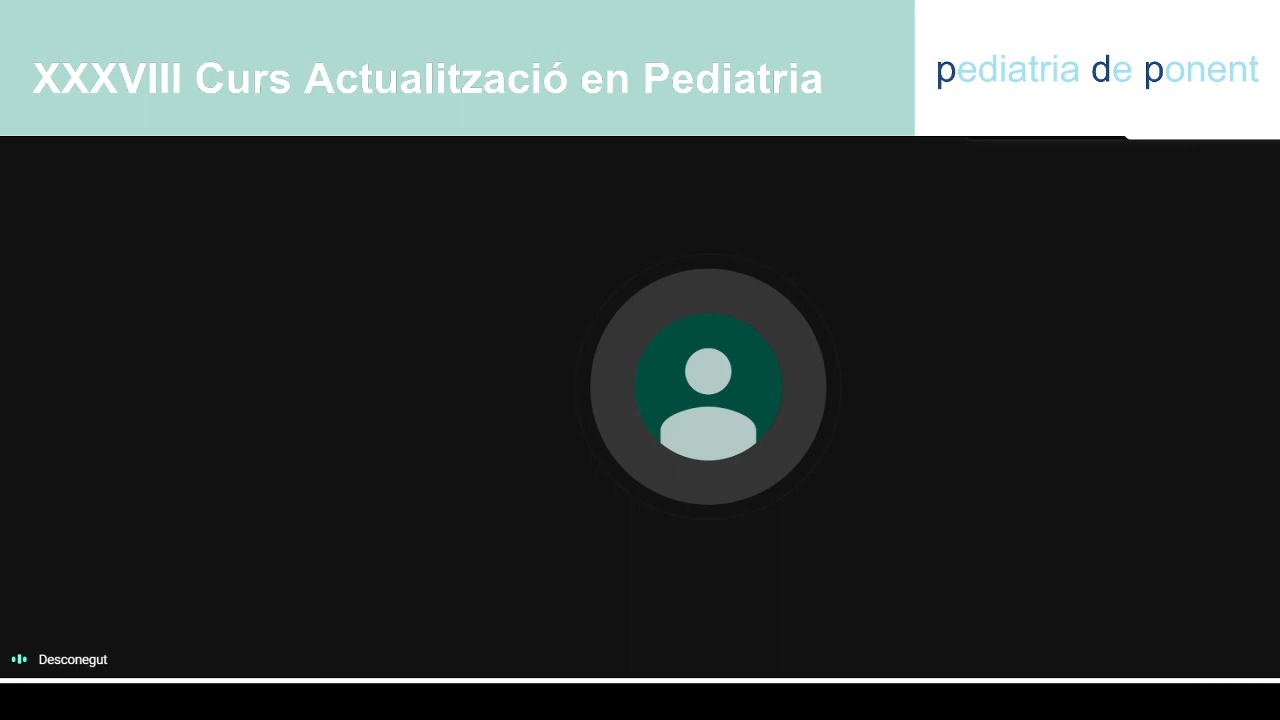 XXXVIII Curs Actualització en Pediatria
pediatria de ponent
Desconegut